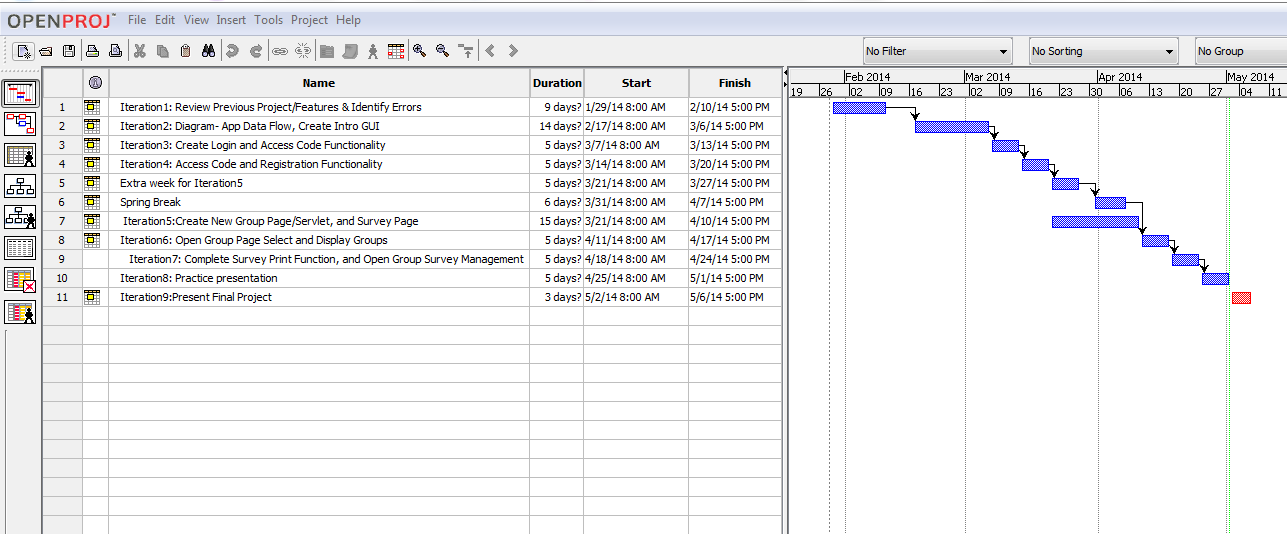 OPENPROJ™ File Edit View Insert Tools Project Help
No Filter No Sorting No Group
Name Duration Start Finish
Feb 2014 Mar 2014 Apr 2014 May 2014
19 26 02 09 16 23 02 09 16 23 30 06 13 20 27 04 11
1 Iteration1: Review Previous Project/Features & Identify Errors 9 days? 1/29/14 8:00 AM 2/10/14 5:00 PM
2 Iteration2: Diagram- App Data Flow, Create Intro GUI 14 days? 2/17/14 8:00 AM 3/6/14 5:00 PM
3 Iteration3: Create Login and Access Code Functionality 5 days? 3/7/14 8:00 AM 3/13/14 5:00 PM
4 Iteration4: Access Code and Registration Functionality 5 days? 3/14/14 8:00 AM 3/20/14 5:00 PM
5 Extra week for Iteration5 5 days? 3/21/14 8:00 AM 3/27/14 5:00 PM
6 Spring Break 6 days? 3/31/14 8:00 AM 4/7/14 5:00 PM
7 Iteration5:Create New Group Page/Servlet, and Survey Page 15 days? 3/21/14 8:00 AM 4/10/14 5:00 PM
8 Iteration6: Open Group Page Select and Display Groups 5 days? 4/11/14 8:00 AM 4/17/14 5:00 PM
9 Iteration7: Complete Survey Print Function, and Open Group Survey Management 5 days? 4/18/14 8:00 AM 4/24/14 5:00 PM
10 Iteration8: Practice presentation 5 days? 4/25/14 8:00 AM 5/1/14 5:00 PM
11 Iteration9:Present Final Project 3 days? 5/2/14 8:00 AM 5/6/14 5:00 PM